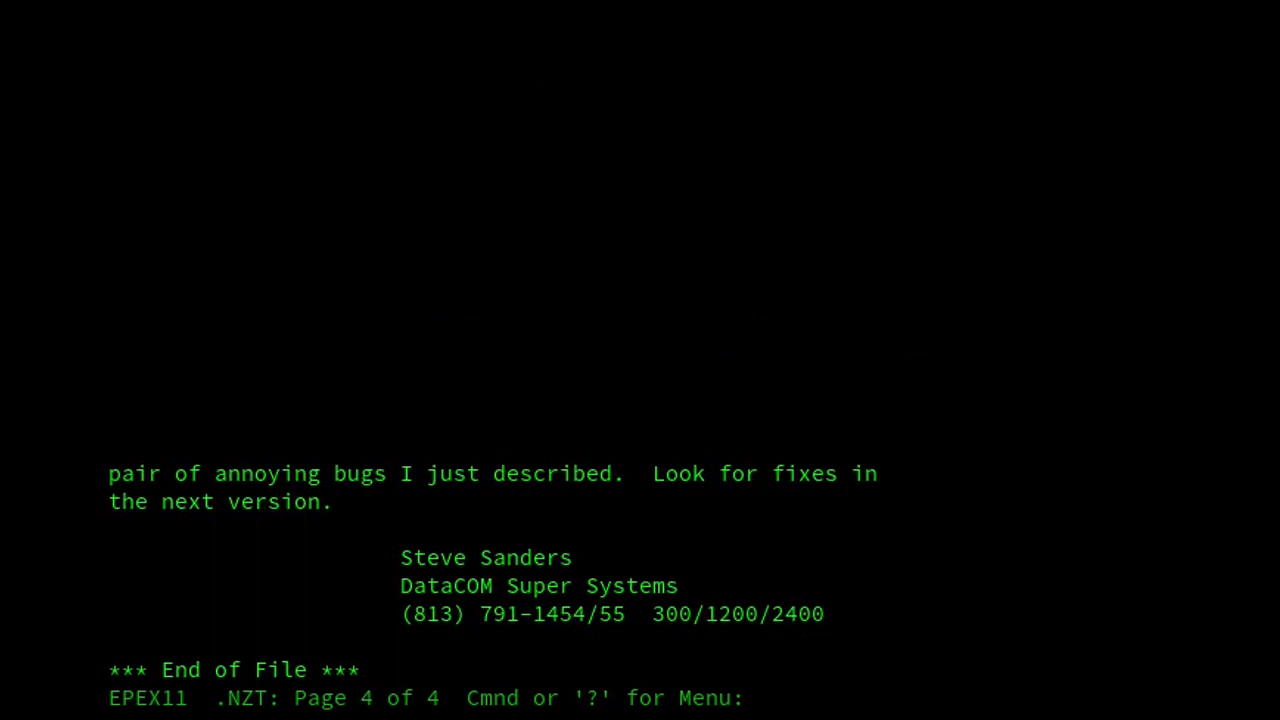 pair of annoying bugs I just described.  Look for fixes in
the next version.
Steve Sanders
DataCOM Super Systems
(813) 791-1454/55  300/1200/2400
*** End of File ***
EPEX11  .NZT: Page 4 of 4  Cmnd or '?' for Menu: